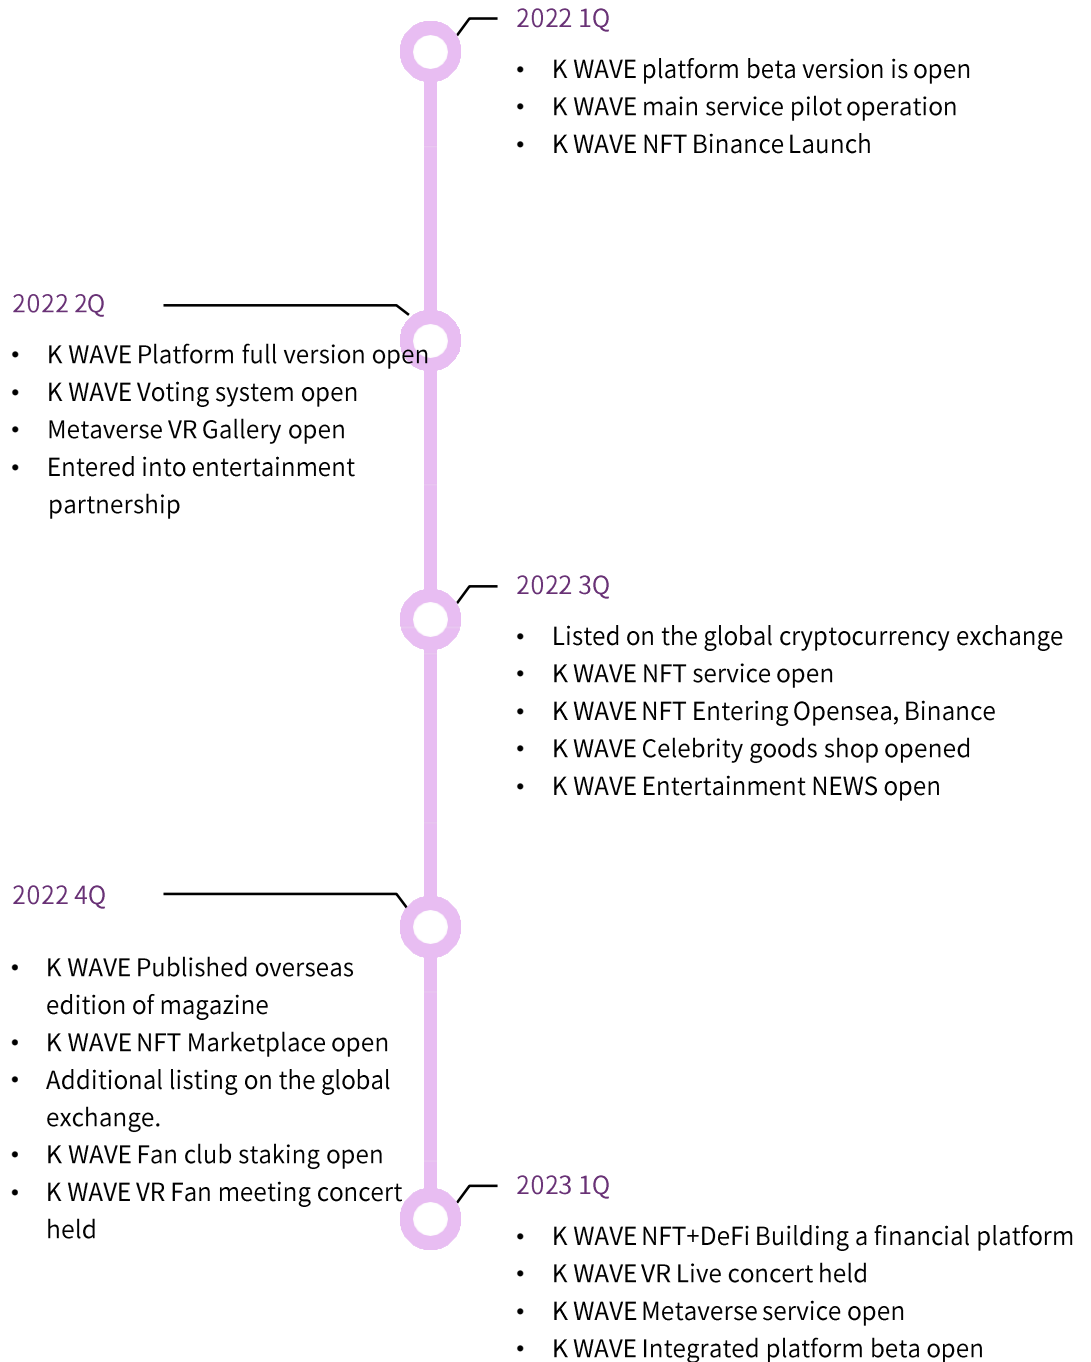 2022 1Q
• K WAVE platform beta version is open
• K WAVE main service pilot operation
• K WAVE NFT Binance Launch
2022 2Q
• K WAVE Platform full version open
• K WAVE Voting system open
• Metaverse VR Gallery open
• Entered into entertainment
partnership
2022 3Q
• Listed on the global cryptocurrency exchange
• K WAVE NFT service open
• K WAVE NFT Entering Opensea, Binance
• K WAVE Celebrity goods shop opened
• K WAVE Entertainment NEWS open
2022 4Q
• K WAVE Published overseas
edition of magazine
• K WAVE NFT Marketplace open
• Additional listing on the global
exchange.
• K WAVE Fan club staking open
• K WAVE VR Fan meeting concert
held
2023 1Q
• K WAVE NFT+DeFi Building a financial platform
• K WAVE VR Live concert held
• K WAVE Metaverse service open
• K WAVE Integrated platform beta open